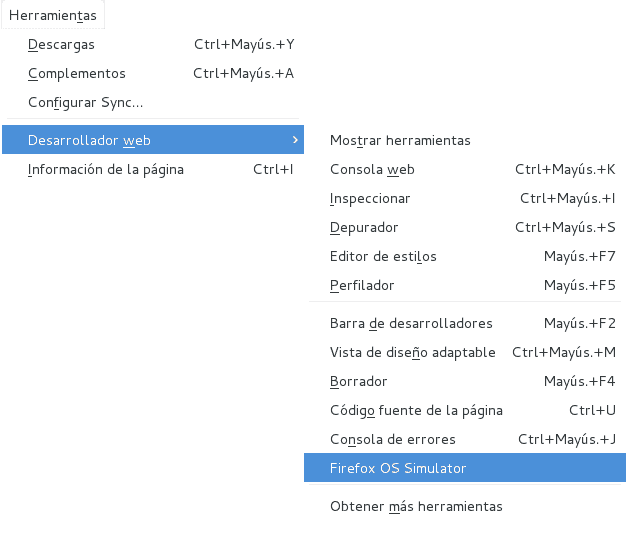 Herramientas
Descargas Ctrl+Mayús.+Y
Complementos Ctrl+Mayús.+A
Configurar Sync...
Desarrollador web
Información de la página Ctrl+I
Mostrar herramientas
Consola web Ctrl+Mayús.+K
Inspeccionar Ctrl+Mayús.+I
Depurador Ctrl+Mayús.+S
Editor de estilos Mayús.+F7
Perfilador Mayús.+F5
Barra de desarrolladores Mayús.+F2
Vista de diseño adaptable Ctrl+Mayús.+M
Borrador Mayús.+F4
Código fuente de la página Ctrl+U
Consola de errores Ctrl+Mayús.+J
Firefox OS Simulator
Obtener más herramientas